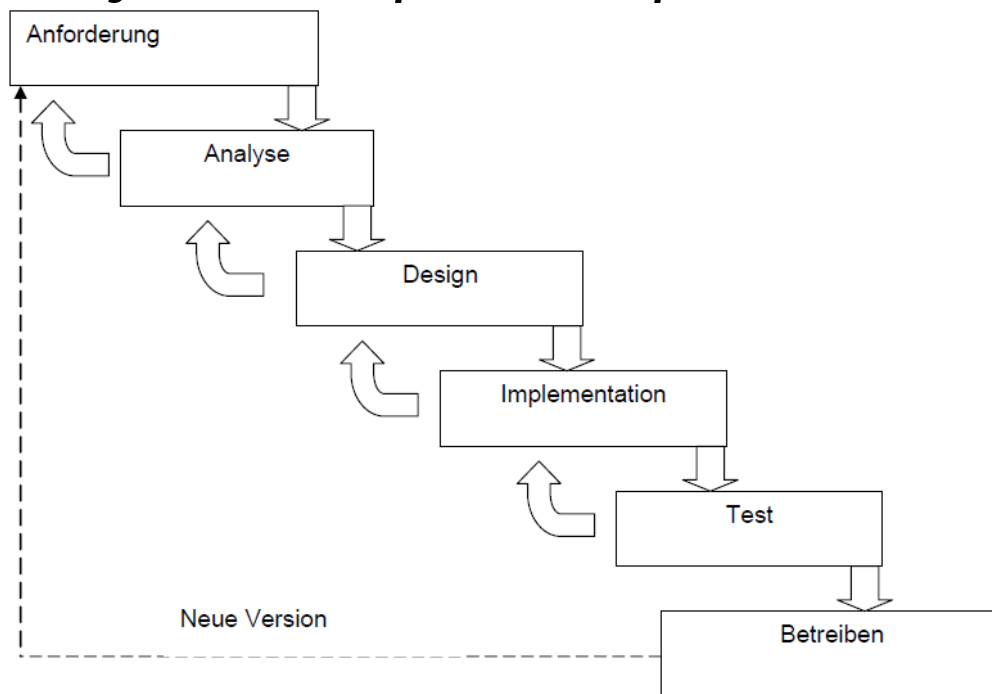 Anforderung
Analyse
Design
Implementation
Test
Neue Version
Betreiben